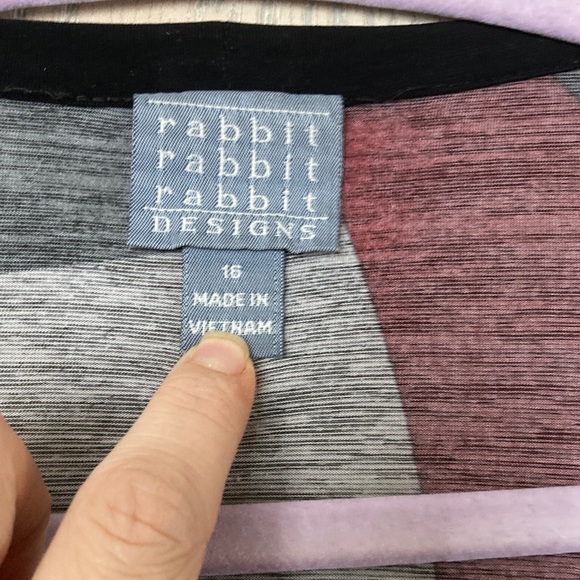 rabbit
rabbit
rabbit
DESIGNS
16
MADE IN
VIETNAM